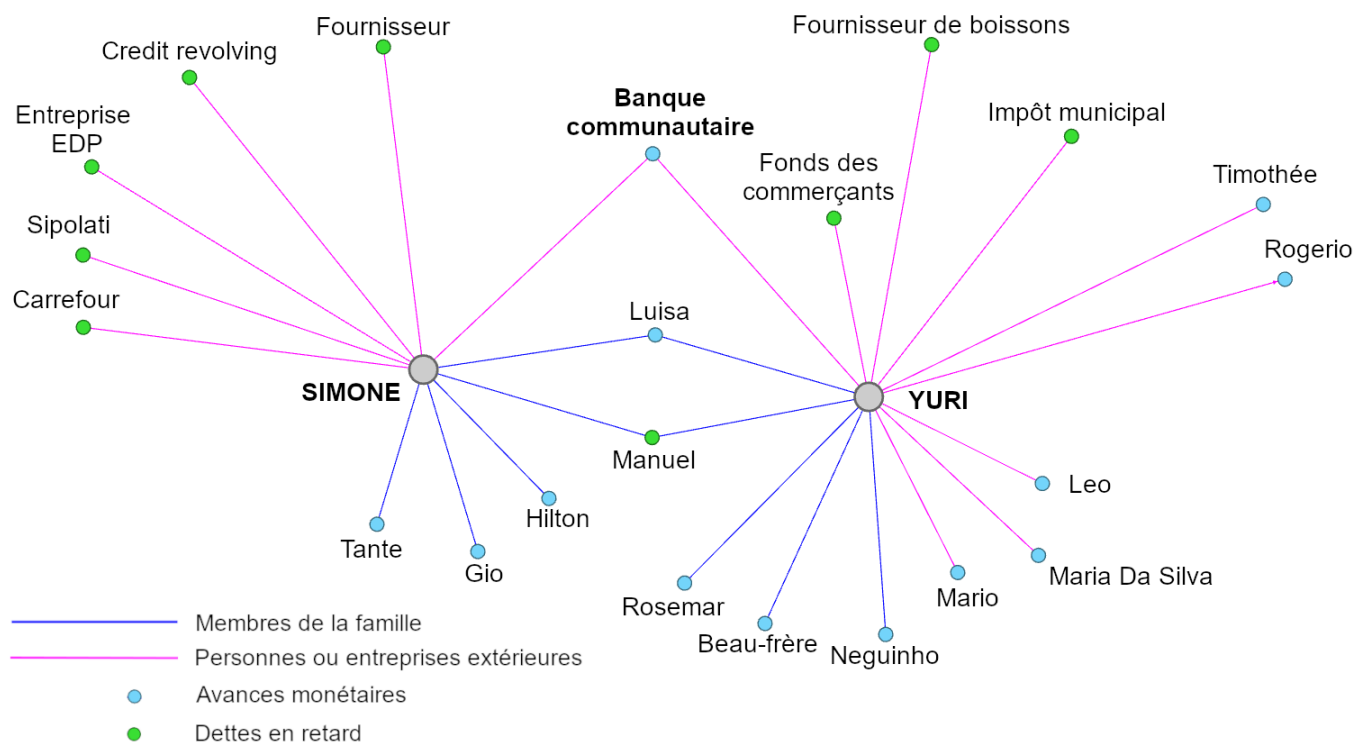 Fournisseur
Fournisseur de boissons
Credit revolving
Banque
communautaire
Entreprise
EDP
Impôt municipal
Fonds des
commerçants
Timothée
Sipolati
Rogerio
Carrefour
Luisa
SIMONE
YURI
Manuel
Leo
Hilton
Tante
Gio
Maria Da Silva
Mario
Rosemar
Beau-frère
Neguinho
Membres de la famille
Personnes ou entreprises extérieures
Avances monétaires
Dettes en retard